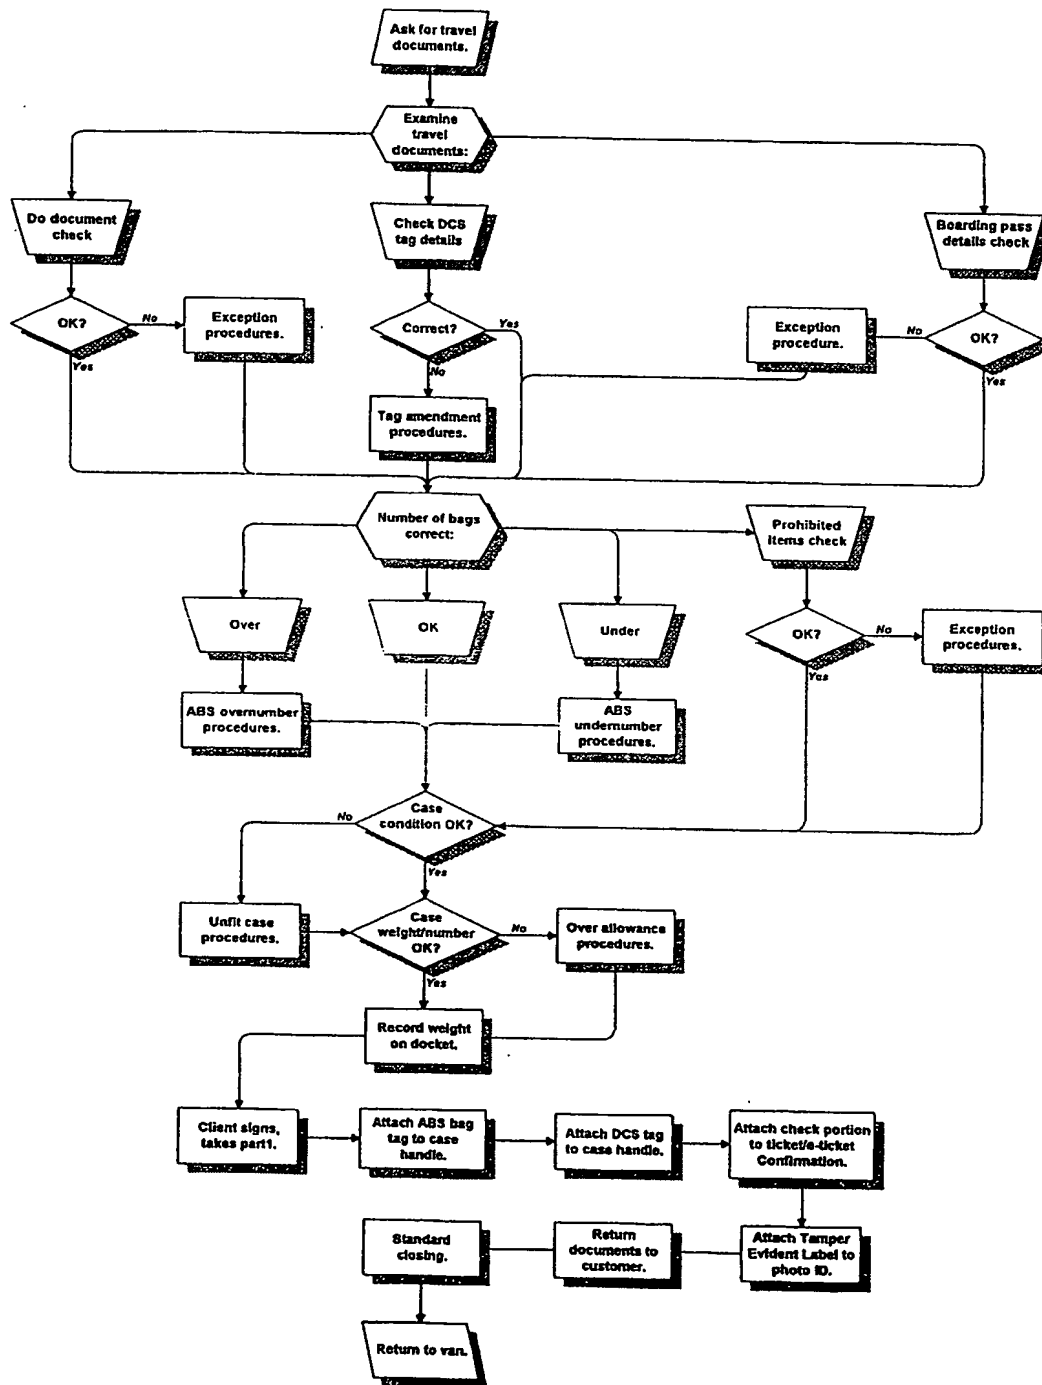 Ask for travel
documents.
Examine
travel
documents:
Do document
check
Check DCS
tag details
Boarding pass
details check
OK?
No
Exception
procedures.
Correct?
Yes
Exception
procedure.
No
OK?
Yes
No
Yes
Tag amendment
procedures.
Number of bags
correct:
Prohibited
items check
Over
OK
Under
OK?
No
Exception
procedures.
Yes
ABS overnumber
procedures.
ABS
undernumber
procedures.
No
Case
condition OK?
Yes
Unfit case
procedures.
Case
weight/number
OK?
No
Over allowance
procedures.
Yes
Record weight
on docket.
Client signs,
takes part1.
Attach ABS bag
tag to case
handle.
Attach DCS tag
to case handle.
Attach check portion
to ticket/e-ticket
Confirmation.
Standard
closing.
Return
documents to
customer.
Attach Tamper
Evident Label to
photo ID.
Return to van.